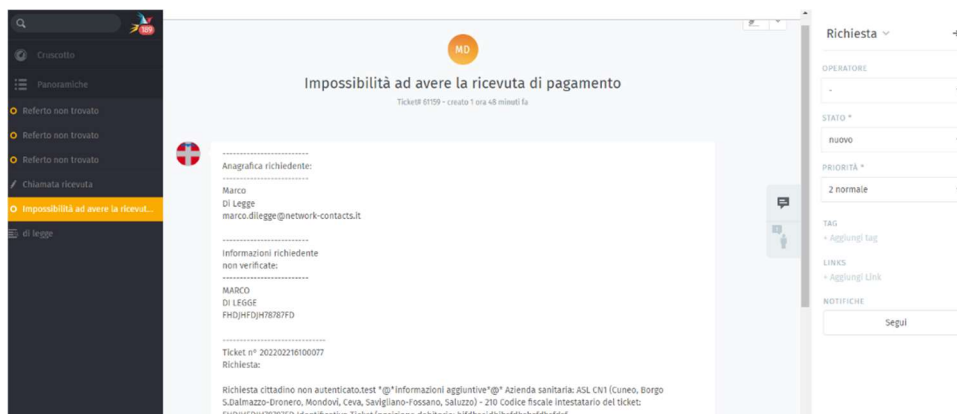 189
Cruscotto
Panoramiche
Referto non trovato
Referto non trovato
Referto non trovato
Chiamata ricevuta
Impossibilità ad avere la ricevut...
di legge
MD
Impossibilità ad avere la ricevuta di pagamento
Ticket# 61159 - creato 1 ora 48 minuti fa
-------------------------
Anagrafica richiedente:
-------------------------
Marco
Di Legge
marco.dilegge@network-contacts.it
-------------------------
Informazioni richiedente
non verificate:
-------------------------
MARCO
DI LEGGE
FHDJHFDJH78787FD
------------------------------
Ticket n° 202202216100077
Richiesta:
Richiesta cittadino non autenticato.test *@*informazioni aggiuntive*@* Azienda sanitaria: ASL CN1 (Cuneo, Borgo
S.Dalmazzo-Dronero, Mondovì, Ceva, Savigliano-Fossano, Saluzzo) - 210 Codice fiscale intestatario del ticket:
Richiesta
OPERATORE
-
STATO *
nuovo
PRIORITÀ *
2 normale
TAG
+ Aggiungi tag
LINKS
+ Aggiungi Link
NOTIFICHE
Segui